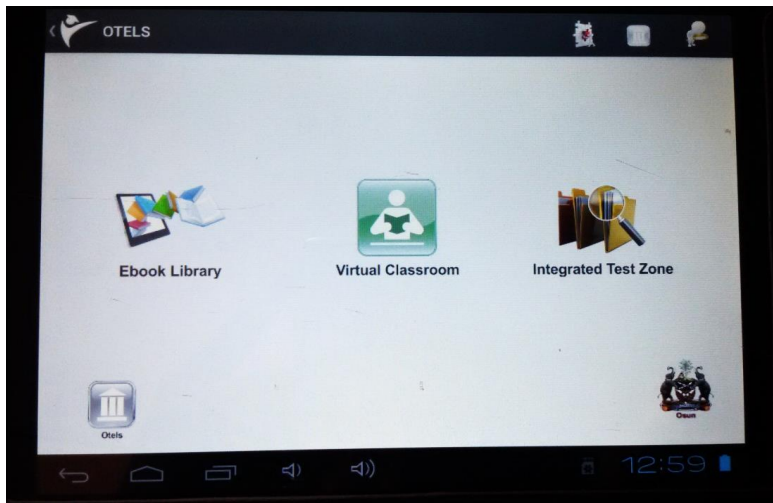 OTELS
Ebook Library
Virtual Classroom
Integrated Test Zone
Otels
Osun
12:59